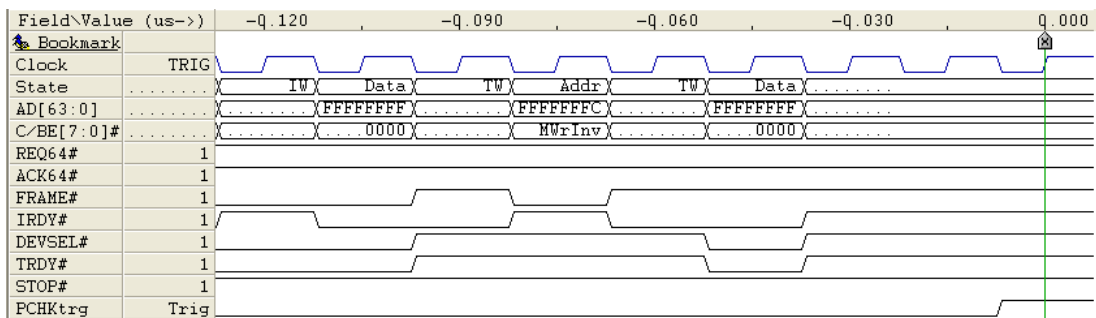 Field\Value (us->) -0.120 -0.090 -0.060 -0.030 0.000
Bookmark
Clock TRIG
State ........ IW Data TW Addr TW Data ........
AD[63:0] ........ ........ FFFFFFFF ........ FFFFFFFC ........ FFFFFFFF ........
C/BE[7:0]# ........ ........ ....0000 ........ MWrInv ........ ....0000 ........
REQ64# 1
ACK64# 1
FRAME# 1
IRDY# 1
DEVSEL# 1
TRDY# 1
STOP# 1
PCHKtrg Trig